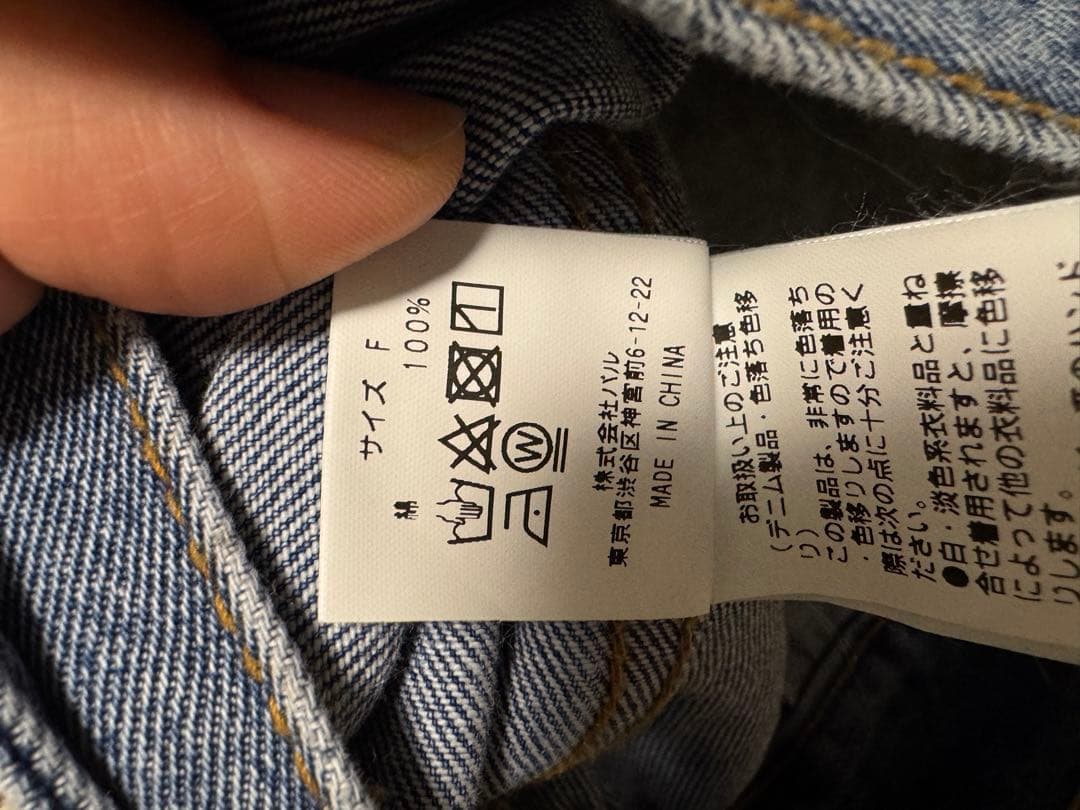 サイズ F
綿 100%
W
株式会社パル
東京都渋谷区神宮前6-12-22
MADE IN CHINA
お取扱い上のご注意
(デニム製品・色落ち色移
り)
この製品は、非常に色落ち
・色移りしますので着用の
際は次の点に十分ご注意く
ださい。
●白・淡色系衣料品と重ね
合せ着用されますと、摩擦
によって他の衣料品に色移
りします。